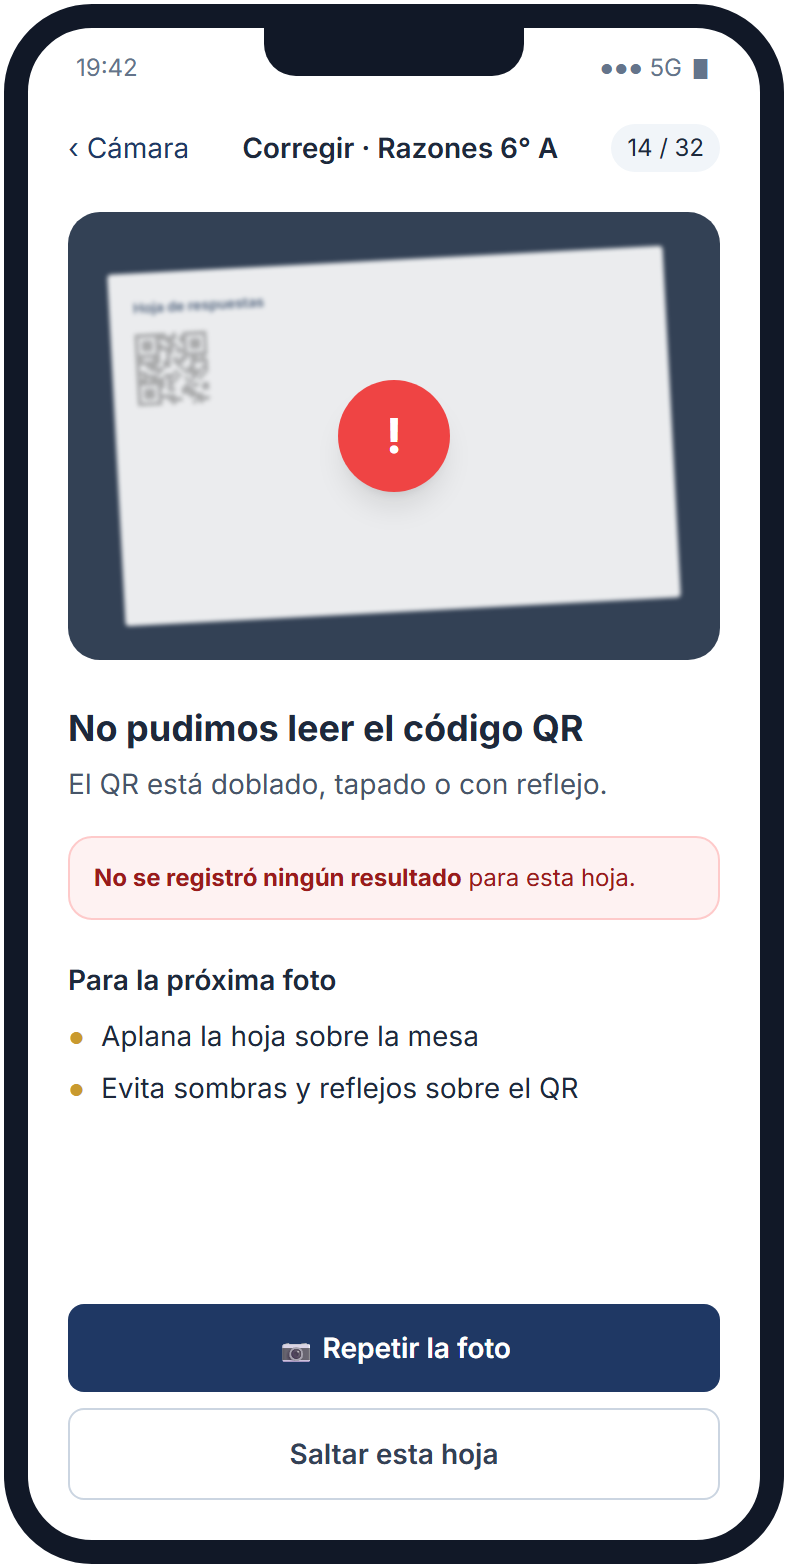 19:42
●●● 5G
‹ Cámara
Corregir · Razones 6° A
14 / 32
Hoja de respuestas
!
No pudimos leer el código QR
El QR está doblado, tapado o con reflejo.
No se registró ningún resultado para esta hoja.
Para la próxima foto
● Aplana la hoja sobre la mesa
● Evita sombras y reflejos sobre el QR
📷 Repetir la foto
Saltar esta hoja